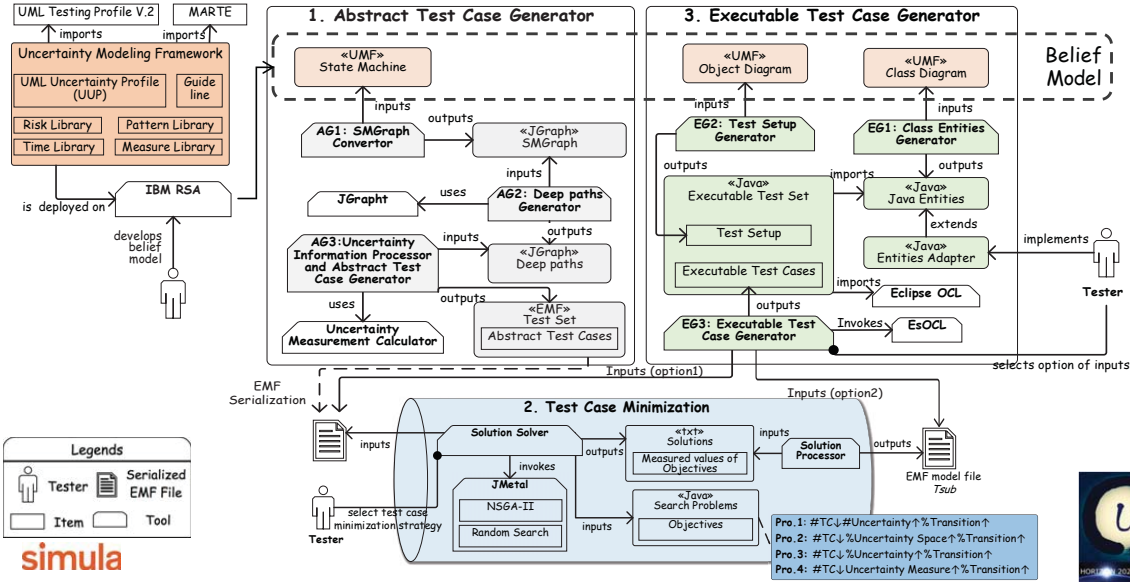 UML Testing Profile V.2
MARTE
imports
imports
Uncertainty Modeling Framework
UML Uncertainty Profile
(UUP)
Guide
line
Risk Library
Pattern Library
Time Library
Measure Library
is deployed on
IBM RSA
develops
belief
model
1. Abstract Test Case Generator
«UMF»
State Machine
inputs
AG1: SMGraph
Convertor
outputs
«JGraph»
SMGraph
inputs
JGrapht
uses
AG2: Deep paths
Generator
outputs
AG3:Uncertainty
Information Processor
and Abstract Test
Case Generator
inputs
«JGraph»
Deep paths
uses
outputs
«EMF»
Test Set
Abstract Test Cases
Uncertainty
Measurement Calculator
3. Executable Test Case Generator
Belief
Model
«UMF»
Object Diagram
«UMF»
Class Diagram
inputs
inputs
EG2: Test Setup
Generator
EG1: Class Entities
Generator
outputs
outputs
«Java»
Executable Test Set
imports
«Java»
Java Entities
Test Setup
extends
«Java»
Entities Adapter
implements
Executable Test Cases
imports
Eclipse OCL
Tester
outputs
EG3: Executable Test
Case Generator
Invokes
EsOCL
selects option of inputs
Inputs (option1)
Inputs (option2)
EMF
Serialization
2. Test Case Minimization
inputs
Solution Solver
outputs
«txt»
Solutions
Measured values of
Objectives
inputs
Solution
Processor
outputs
EMF model file
Tsub
invokes
JMetal
NSGA-II
Random Search
inputs
«Java»
Search Problems
Objectives
select test case
minimization strategy
Tester
Pro.1: #TC↓#Uncertainty↑%Transition↑
Pro.2: #TC↓%Uncertainty Space↑%Transition↑
Pro.3: #TC↓%Uncertainty↑%Transition↑
Pro.4: #TC↓Uncertainty Measure↑%Transition↑
Legends
Tester
Serialized
EMF File
Item
Tool
simula
U